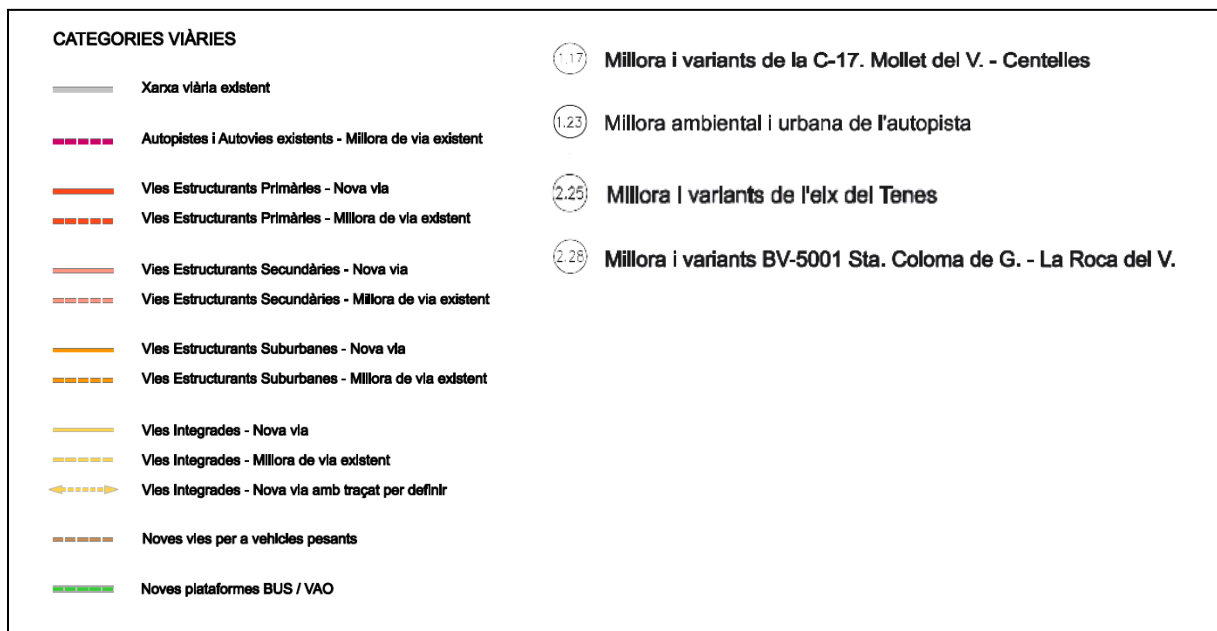 CATEGORIES VIÀRIES
Xarxa viària existent
Autopistes i Autovies existents - Millora de via existent
Vies Estructurants Primàries - Nova via
Vies Estructurants Primàries - Millora de via existent
Vies Estructurants Secundàries - Nova via
Vies Estructurants Secundàries - Millora de via existent
Vies Estructurants Suburbanes - Nova via
Vies Estructurants Suburbanes - Millora de via existent
Vies Integrades - Nova via
Vies Integrades - Millora de via existent
Vies Integrades - Nova via amb traçat per definir
Noves vies per a vehicles pesants
Noves plataformes BUS / VAO
1.17 Millora i variants de la C-17. Mollet del V. - Centelles
1.23 Millora ambiental i urbana de l'autopista
2.25 Millora i variants de l'eix del Tenes
2.28 Millora i variants BV-5001 Sta. Coloma de G. - La Roca del V.